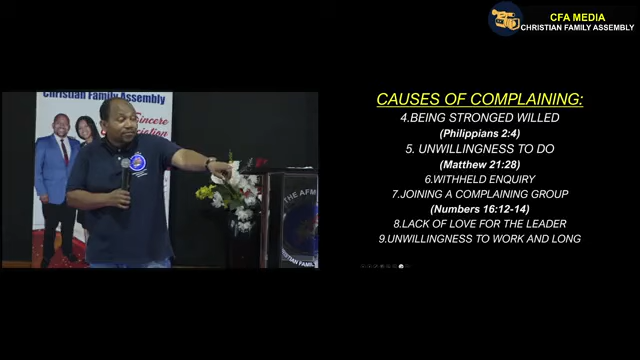 CFA MEDIA
CHRISTIAN FAMILY ASSEMBLY
Christian Family Assembly
Sincere
CAUSES OF COMPLAINING:
4.BEING STRONGED WILLED
(Philippians 2:4)
5. UNWILLINGNESS TO DO
(Matthew 21:28)
6.WITHHELD ENQUIRY
7.JOINING A COMPLAINING GROUP
(Numbers 16:12-14)
8.LACK OF LOVE FOR THE LEADER
9.UNWILLINGNESS TO WORK AND LONG
THE AFM
CHRISTIAN FAMILY